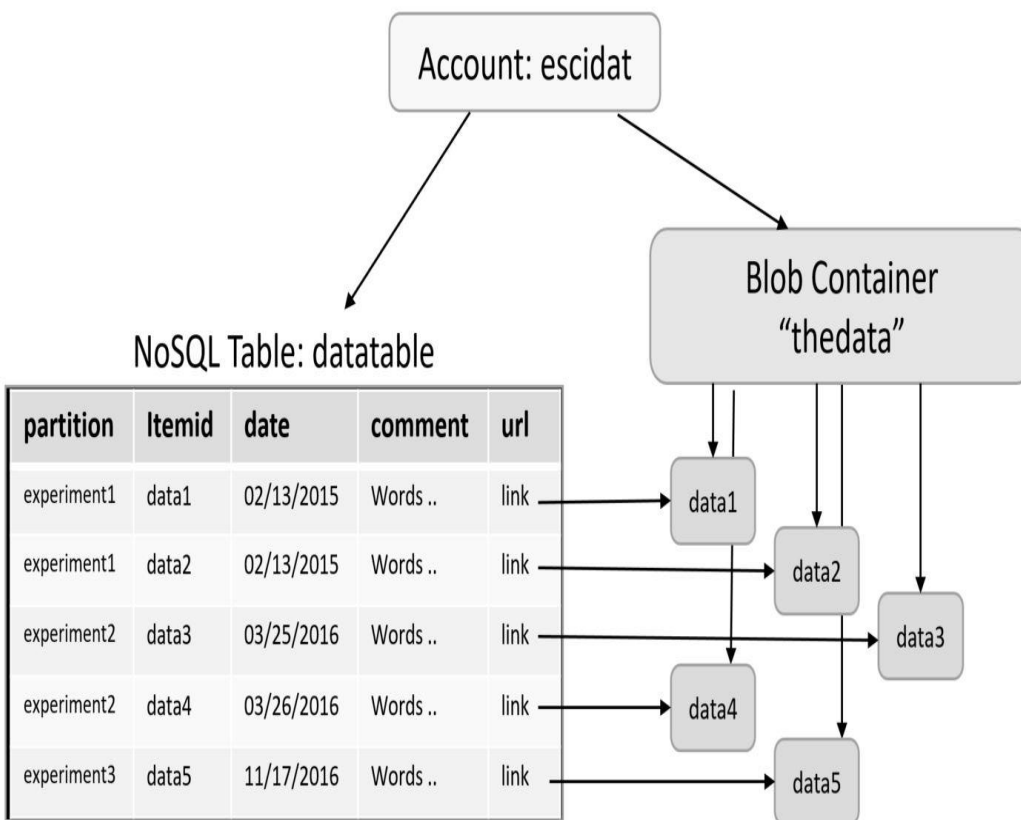 Account: escidat
Blob Container
“thedata”
NoSQL Table: datatable
partition Itemid date comment url
experiment1 data1 02/13/2015 Words .. link
experiment1 data2 02/13/2015 Words .. link
experiment2 data3 03/25/2016 Words .. link
experiment2 data4 03/26/2016 Words .. link
experiment3 data5 11/17/2016 Words .. link
data1
data2
data3
data4
data5